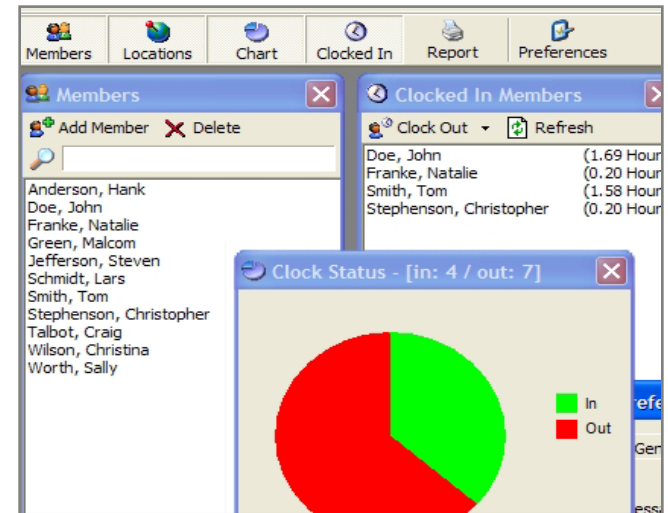 Members Locations Chart Clocked In Report Preferences
Members
Add Member Delete
Anderson, Hank
Doe, John
Franke, Natalie
Green, Malcom
Jefferson, Steven
Schmidt, Lars
Smith, Tom
Stephenson, Christopher
Talbot, Craig
Wilson, Christina
Worth, Sally
Clocked In Members
Clock Out Refresh
Doe, John (1.69 Hour
Franke, Natalie (0.20 Hour
Smith, Tom (1.58 Hour
Stephenson, Christopher (0.20 Hour
Clock Status - [in: 4 / out: 7]
In
Out